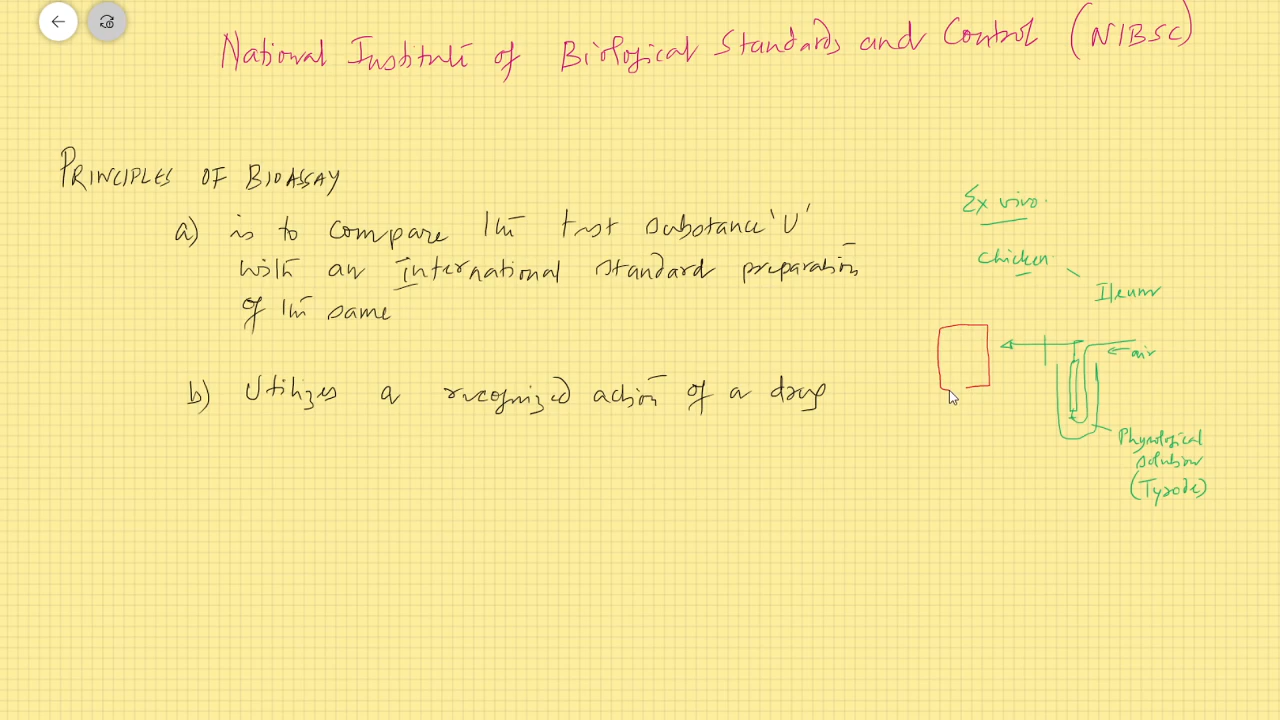 National Institute of Biological Standards and Control (NIBSC)
PRINCIPLES OF BIOASSAY
a) is to compare the test substance 'U'
with an international standard preparation
of the same
b) Utilizes a recognized action of a drug
Ex vivo.
Chicken
Ileum
air
Physological
solution
(Tyrode)